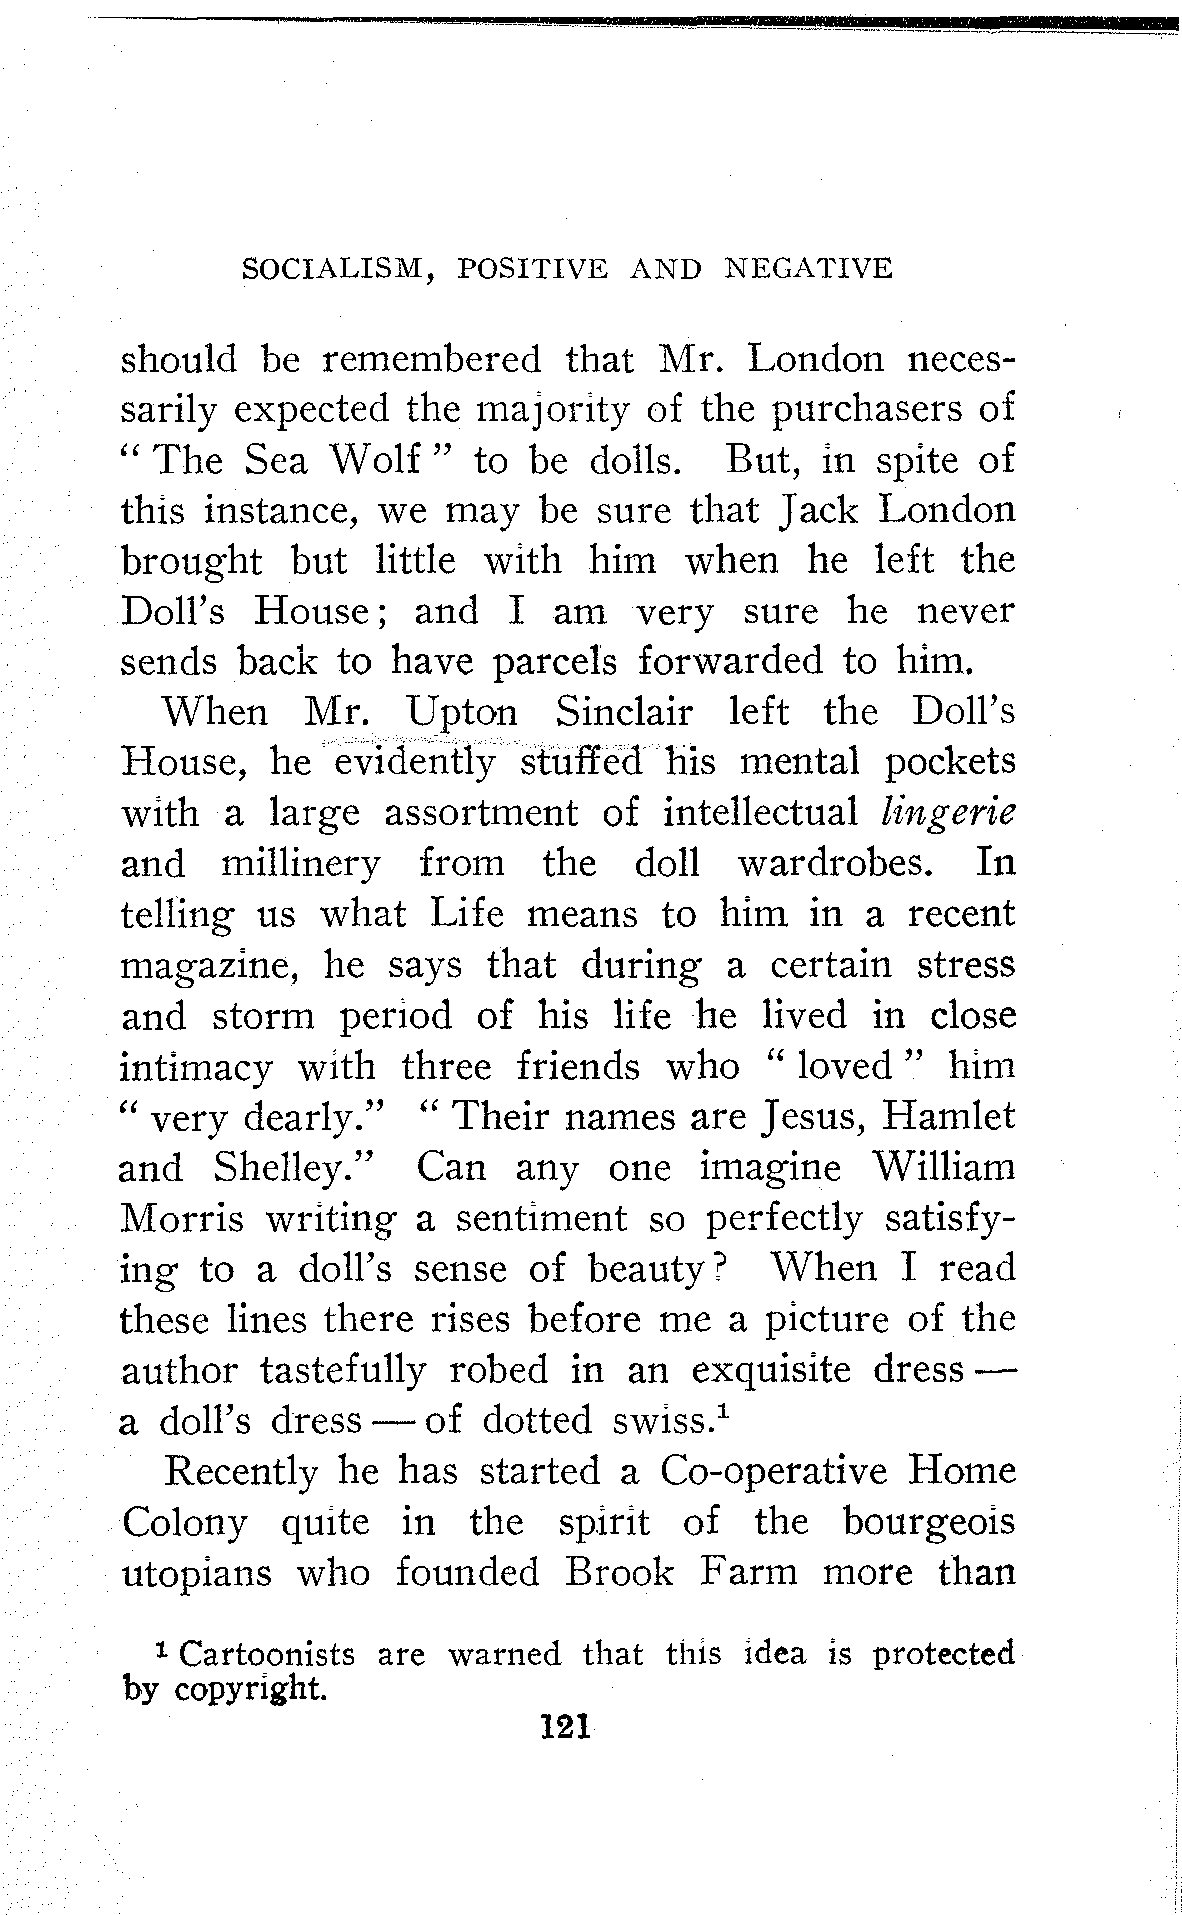 SOCIALISM, POSITIVE AND NEGATIVE
should be remembered that Mr. London neces-
sarily expected the majority of the purchasers of
“ The Sea Wolf ” to be dolls. But, in spite of
this instance, we may be sure that Jack London
brought but little with him when he left the
Doll’s House; and I am very sure he never
sends back to have parcels forwarded to him.
When Mr. Upton Sinclair left the Doll’s
House, he evidently stuffed his mental pockets
with a large assortment of intellectual lingerie
and millinery from the doll wardrobes. In
telling us what Life means to him in a recent
magazine, he says that during a certain stress
and storm period of his life he lived in close
intimacy with three friends who “ loved ” him
“ very dearly.” “ Their names are Jesus, Hamlet
and Shelley.” Can any one imagine William
Morris writing a sentiment so perfectly satisfy-
ing to a doll’s sense of beauty? When I read
these lines there rises before me a picture of the
author tastefully robed in an exquisite dress —
a doll’s dress — of dotted swiss.¹
Recently he has started a Co-operative Home
Colony quite in the spirit of the bourgeois
utopians who founded Brook Farm more than
¹ Cartoonists are warned that this idea is protected
by copyright.
121